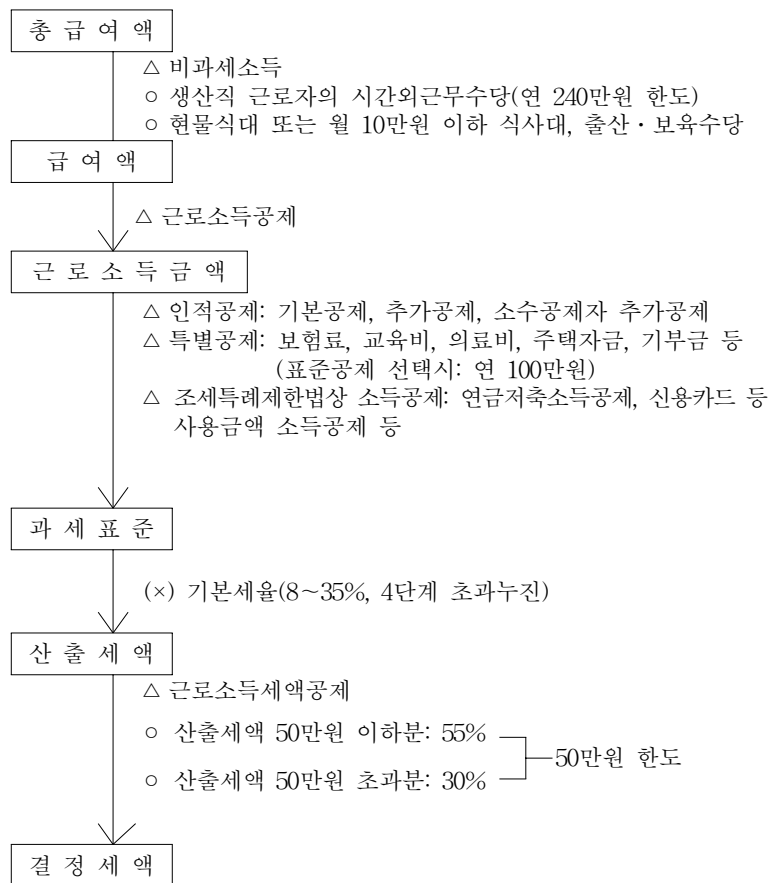 총 급 여 액
△ 비과세소득
○ 생산직 근로자의 시간외근무수당(연 240만원 한도)
○ 현물식대 또는 월 10만원 이하 식사대, 출산·보육수당
급 여 액
△ 근로소득공제
근 로 소 득 금 액
△ 인적공제: 기본공제, 추가공제, 소수공제자 추가공제
△ 특별공제: 보험료, 교육비, 의료비, 주택자금, 기부금 등
(표준공제 선택시: 연 100만원)
△ 조세특례제한법상 소득공제: 연금저축소득공제, 신용카드 등
사용금액 소득공제 등
과 세 표 준
(×) 기본세율(8~35%, 4단계 초과누진)
산 출 세 액
△ 근로소득세액공제
○ 산출세액 50만원 이하분: 55%
50만원 한도
○ 산출세액 50만원 초과분: 30%
결 정 세 액